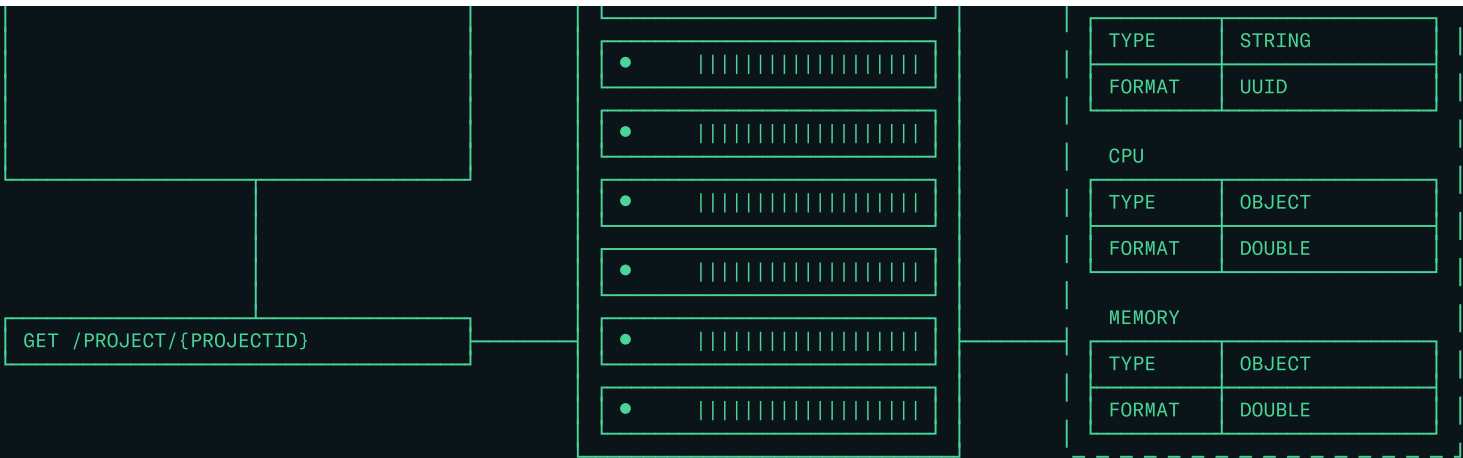 GET /PROJECT/{PROJECTID}
TYPE STRING
FORMAT UUID
CPU
TYPE OBJECT
FORMAT DOUBLE
MEMORY
TYPE OBJECT
FORMAT DOUBLE